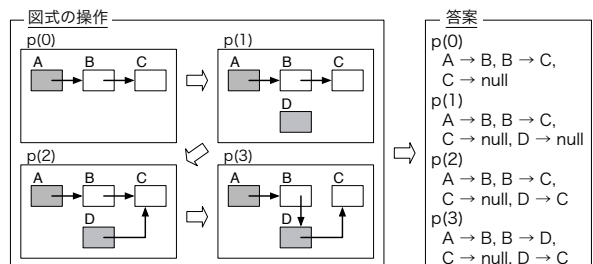 図式の操作
p(0)
A B C
p(1)
A B C
D
p(2)
A B C
D
p(3)
A B C
D
答案
p(0)
A → B, B → C,
C → null
p(1)
A → B, B → C,
C → null, D → null
p(2)
A → B, B → C,
C → null, D → C
p(3)
A → B, B → D,
C → null, D → C